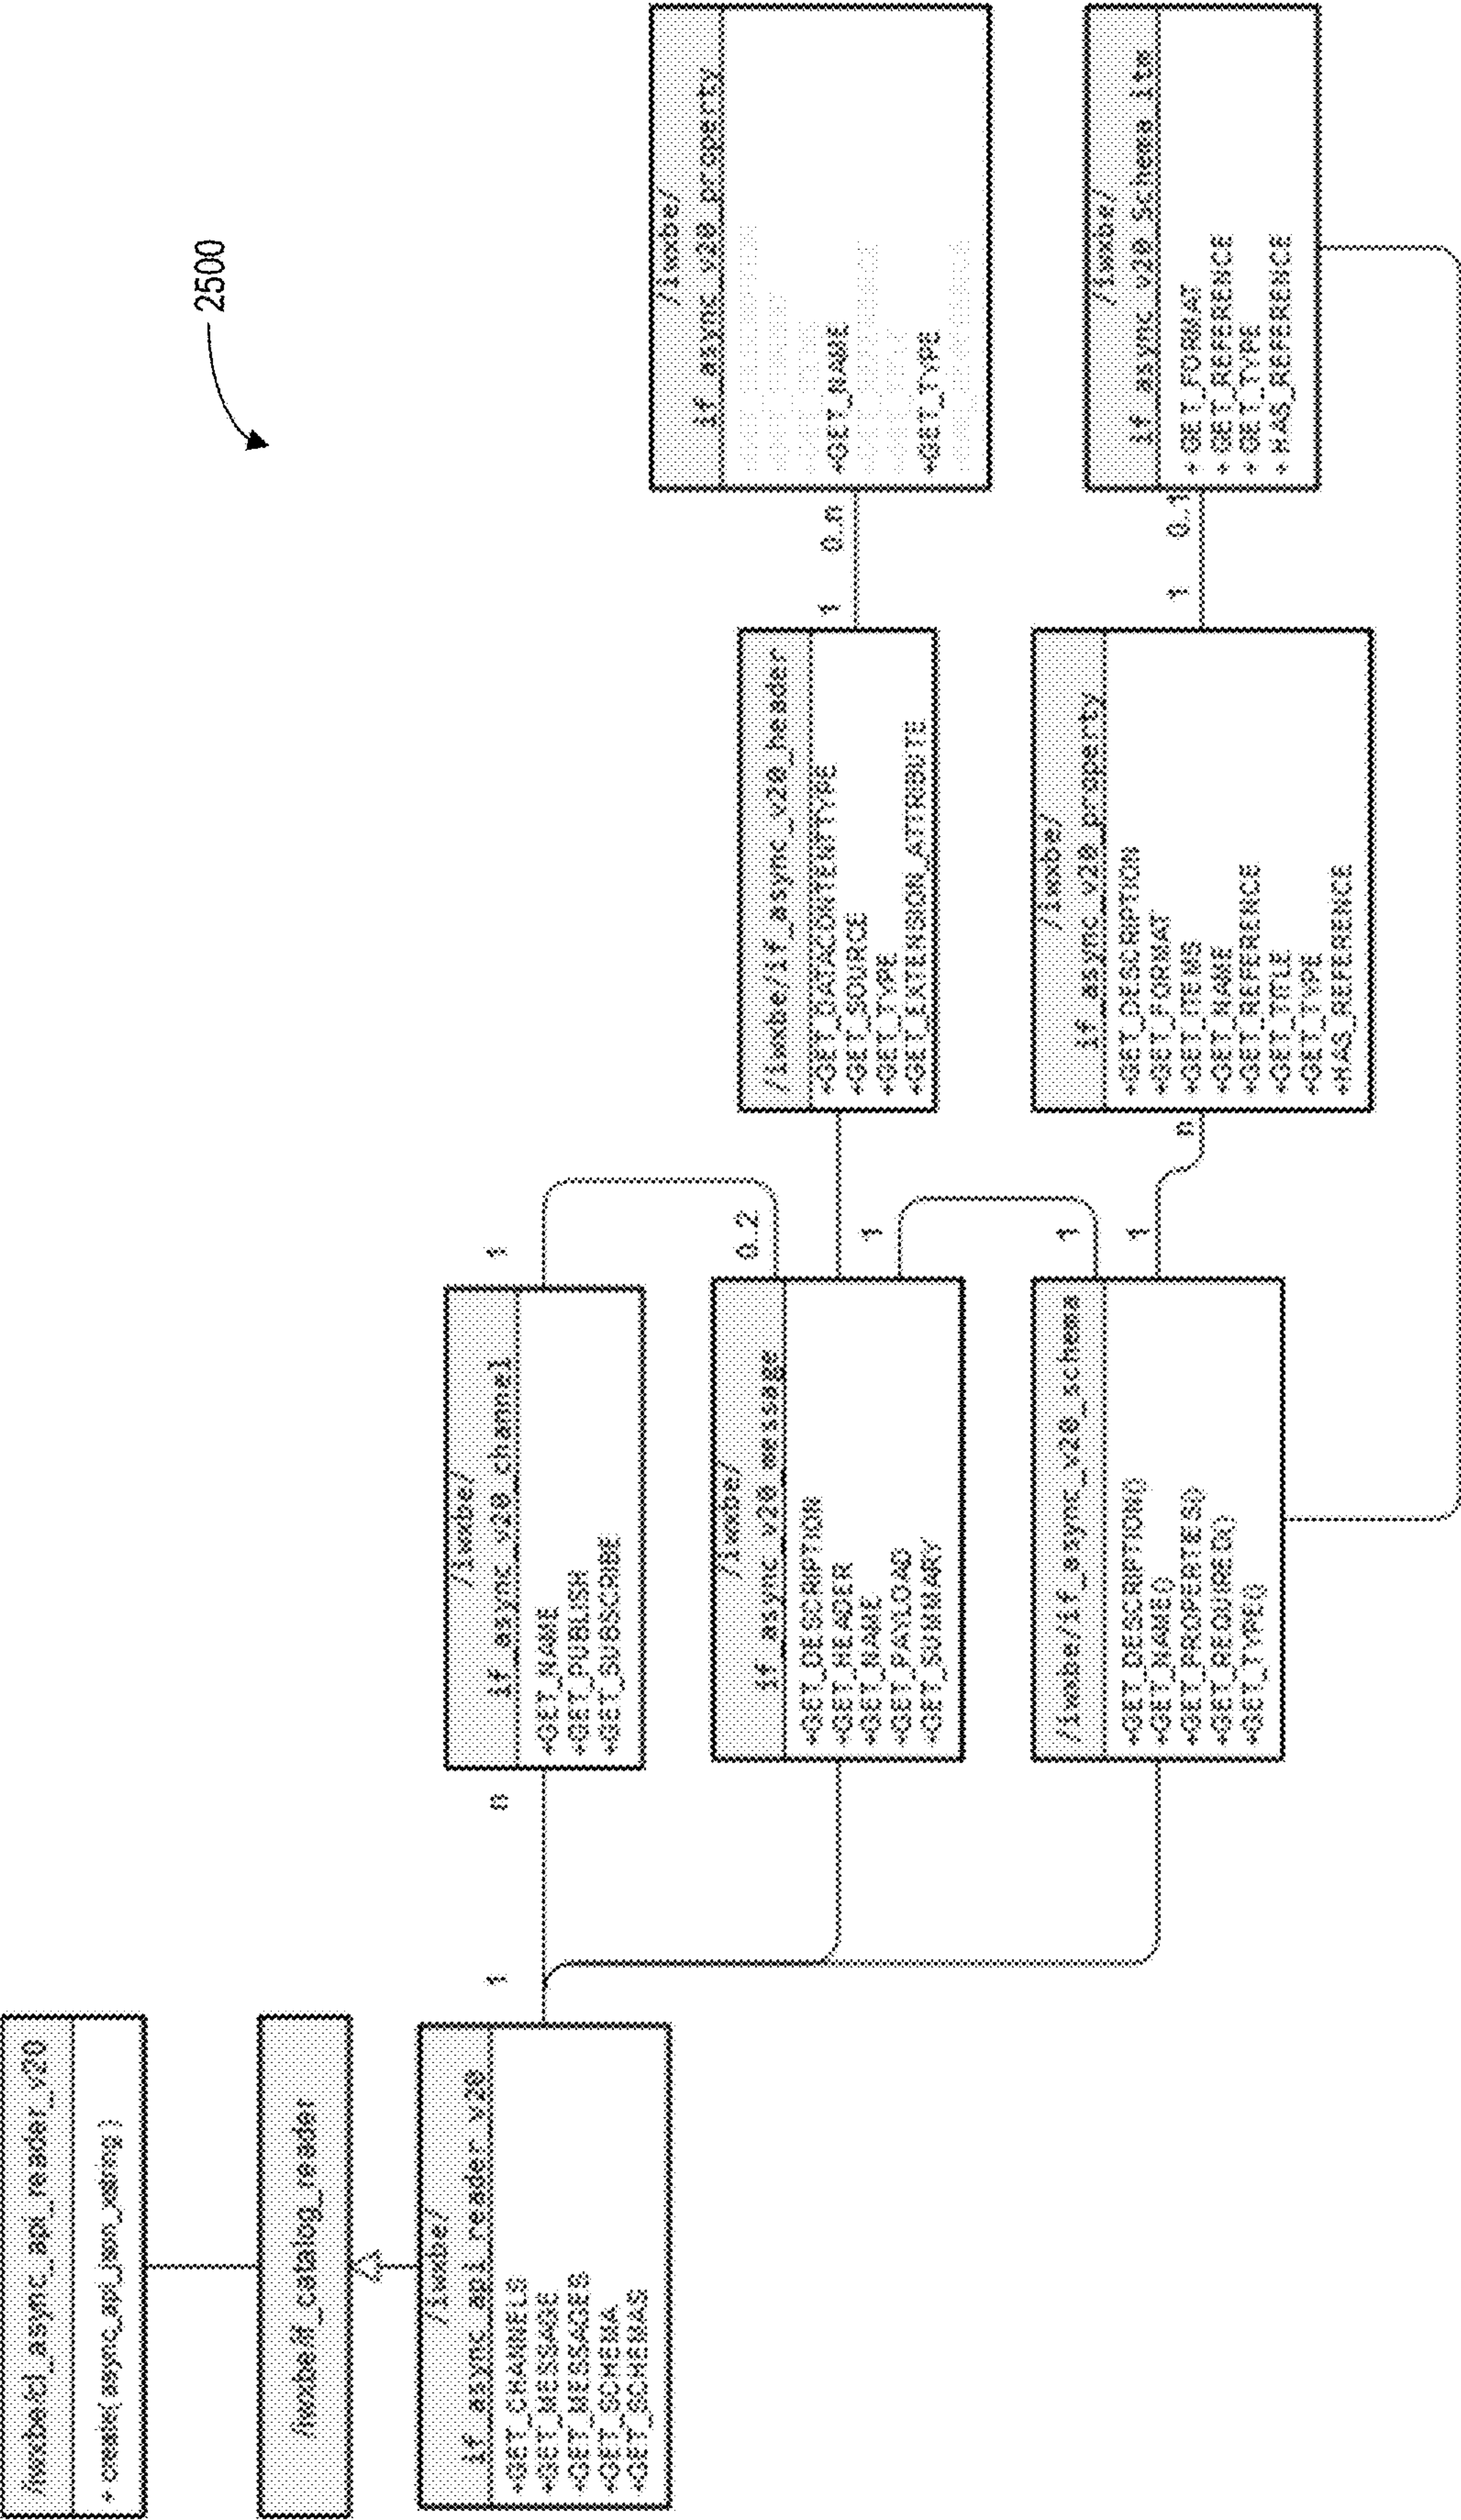 2500
/iwxbe/cl_async_api_reader_v20
+ create( async_api_json_xstring )
/iwxbe/if_catalog_reader
/iwxbe/
if_async_api_reader_v20
+GET_CHANNELS
+GET_MESSAGE
+GET_MESSAGES
+GET_SCHEMA
+GET_SCHEMAS
1
n
/iwxbe/
if_async_v20_channel
+GET_NAME
+GET_PUBLISH
+GET_SUBSCRIBE
1
0.2
/iwxbe/
if_async_v20_message
+GET_DESCRIPTION
+GET_HEADER
+GET_NAME
+GET_PAYLOAD
+GET_SUMMARY
1
1
/iwxbe/if_async_v20_schema
+GET_DESCRIPTION()
+GET_NAME()
+GET_PROPERTES()
+GET_REQUIRED()
+GET_TYPE()
1
n
/iwxbe/if_async_v20_header
+GET_DATACONTENTTYPE
+GET_SOURCE
+GET_TYPE
+GET_EXTENSION_ATTRIBUTE
1
0..n
/iwxbe/
if_async_v20_property
+GET_NAME
+GET_TYPE
/iwxbe/
if_async_v20_property
+GET_DESCRIPTION
+GET_FORMAT
+GET_ITEMS
+GET_NAME
+GET_REFERENCE
+GET_TITLE
+GET_TYPE
+HAS_REFERENCE
1
0..1
/iwxbe/
if_async_v20_Schema_itm
+ GET_FORMAT
+ GET_REFERENCE
+ GET_TYPE
+ HAS_REFERENCE